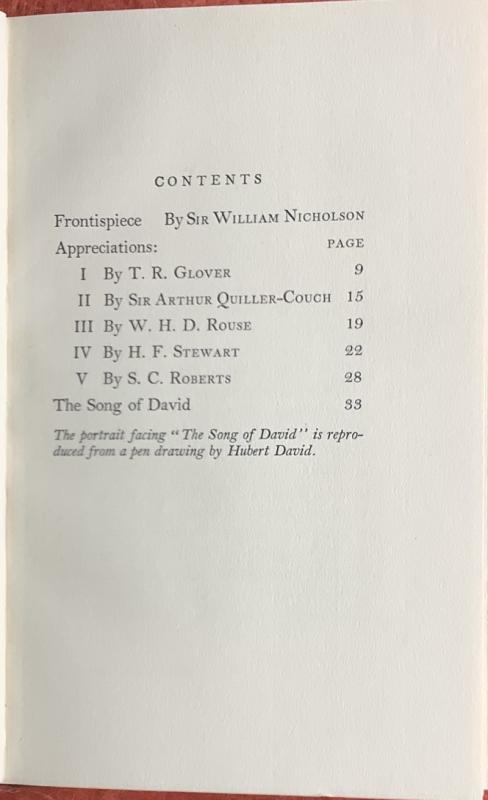 CONTENTS
Frontispiece By SIR WILLIAM NICHOLSON
Appreciations: PAGE
I By T. R. GLOVER 9
II By SIR ARTHUR QUILLER-COUCH 15
III By W. H. D. ROUSE 19
IV By H. F. STEWART 22
V By S. C. ROBERTS 28
The Song of David 33
The portrait facing "The Song of David" is repro-
duced from a pen drawing by Hubert David.